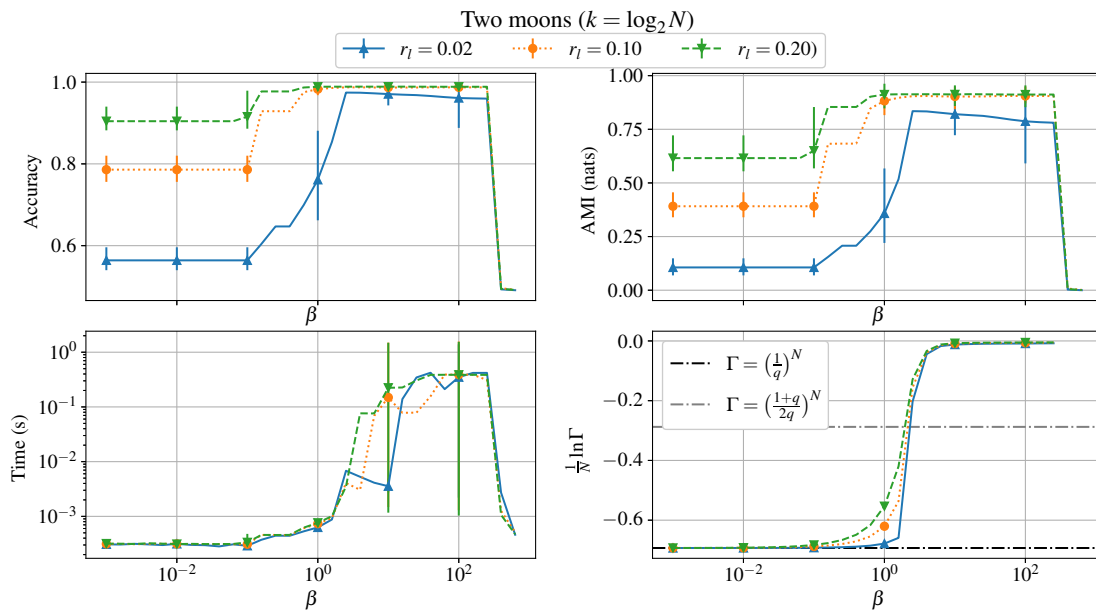 Two moons (k = log₂ N)
r_l = 0.02 r_l = 0.10 r_l = 0.20)
1.0
0.8
0.6
Accuracy
β
1.00
0.75
0.50
0.25
0.00
AMI (nats)
β
10⁰
10⁻¹
10⁻²
10⁻³
Time (s)
10⁻² 10⁰ 10²
β
0.0
−0.2
−0.4
−0.6
1/N ln Γ
Γ = (1/q)^N
Γ = ((1+q)/2q)^N
10⁻² 10⁰ 10²
β